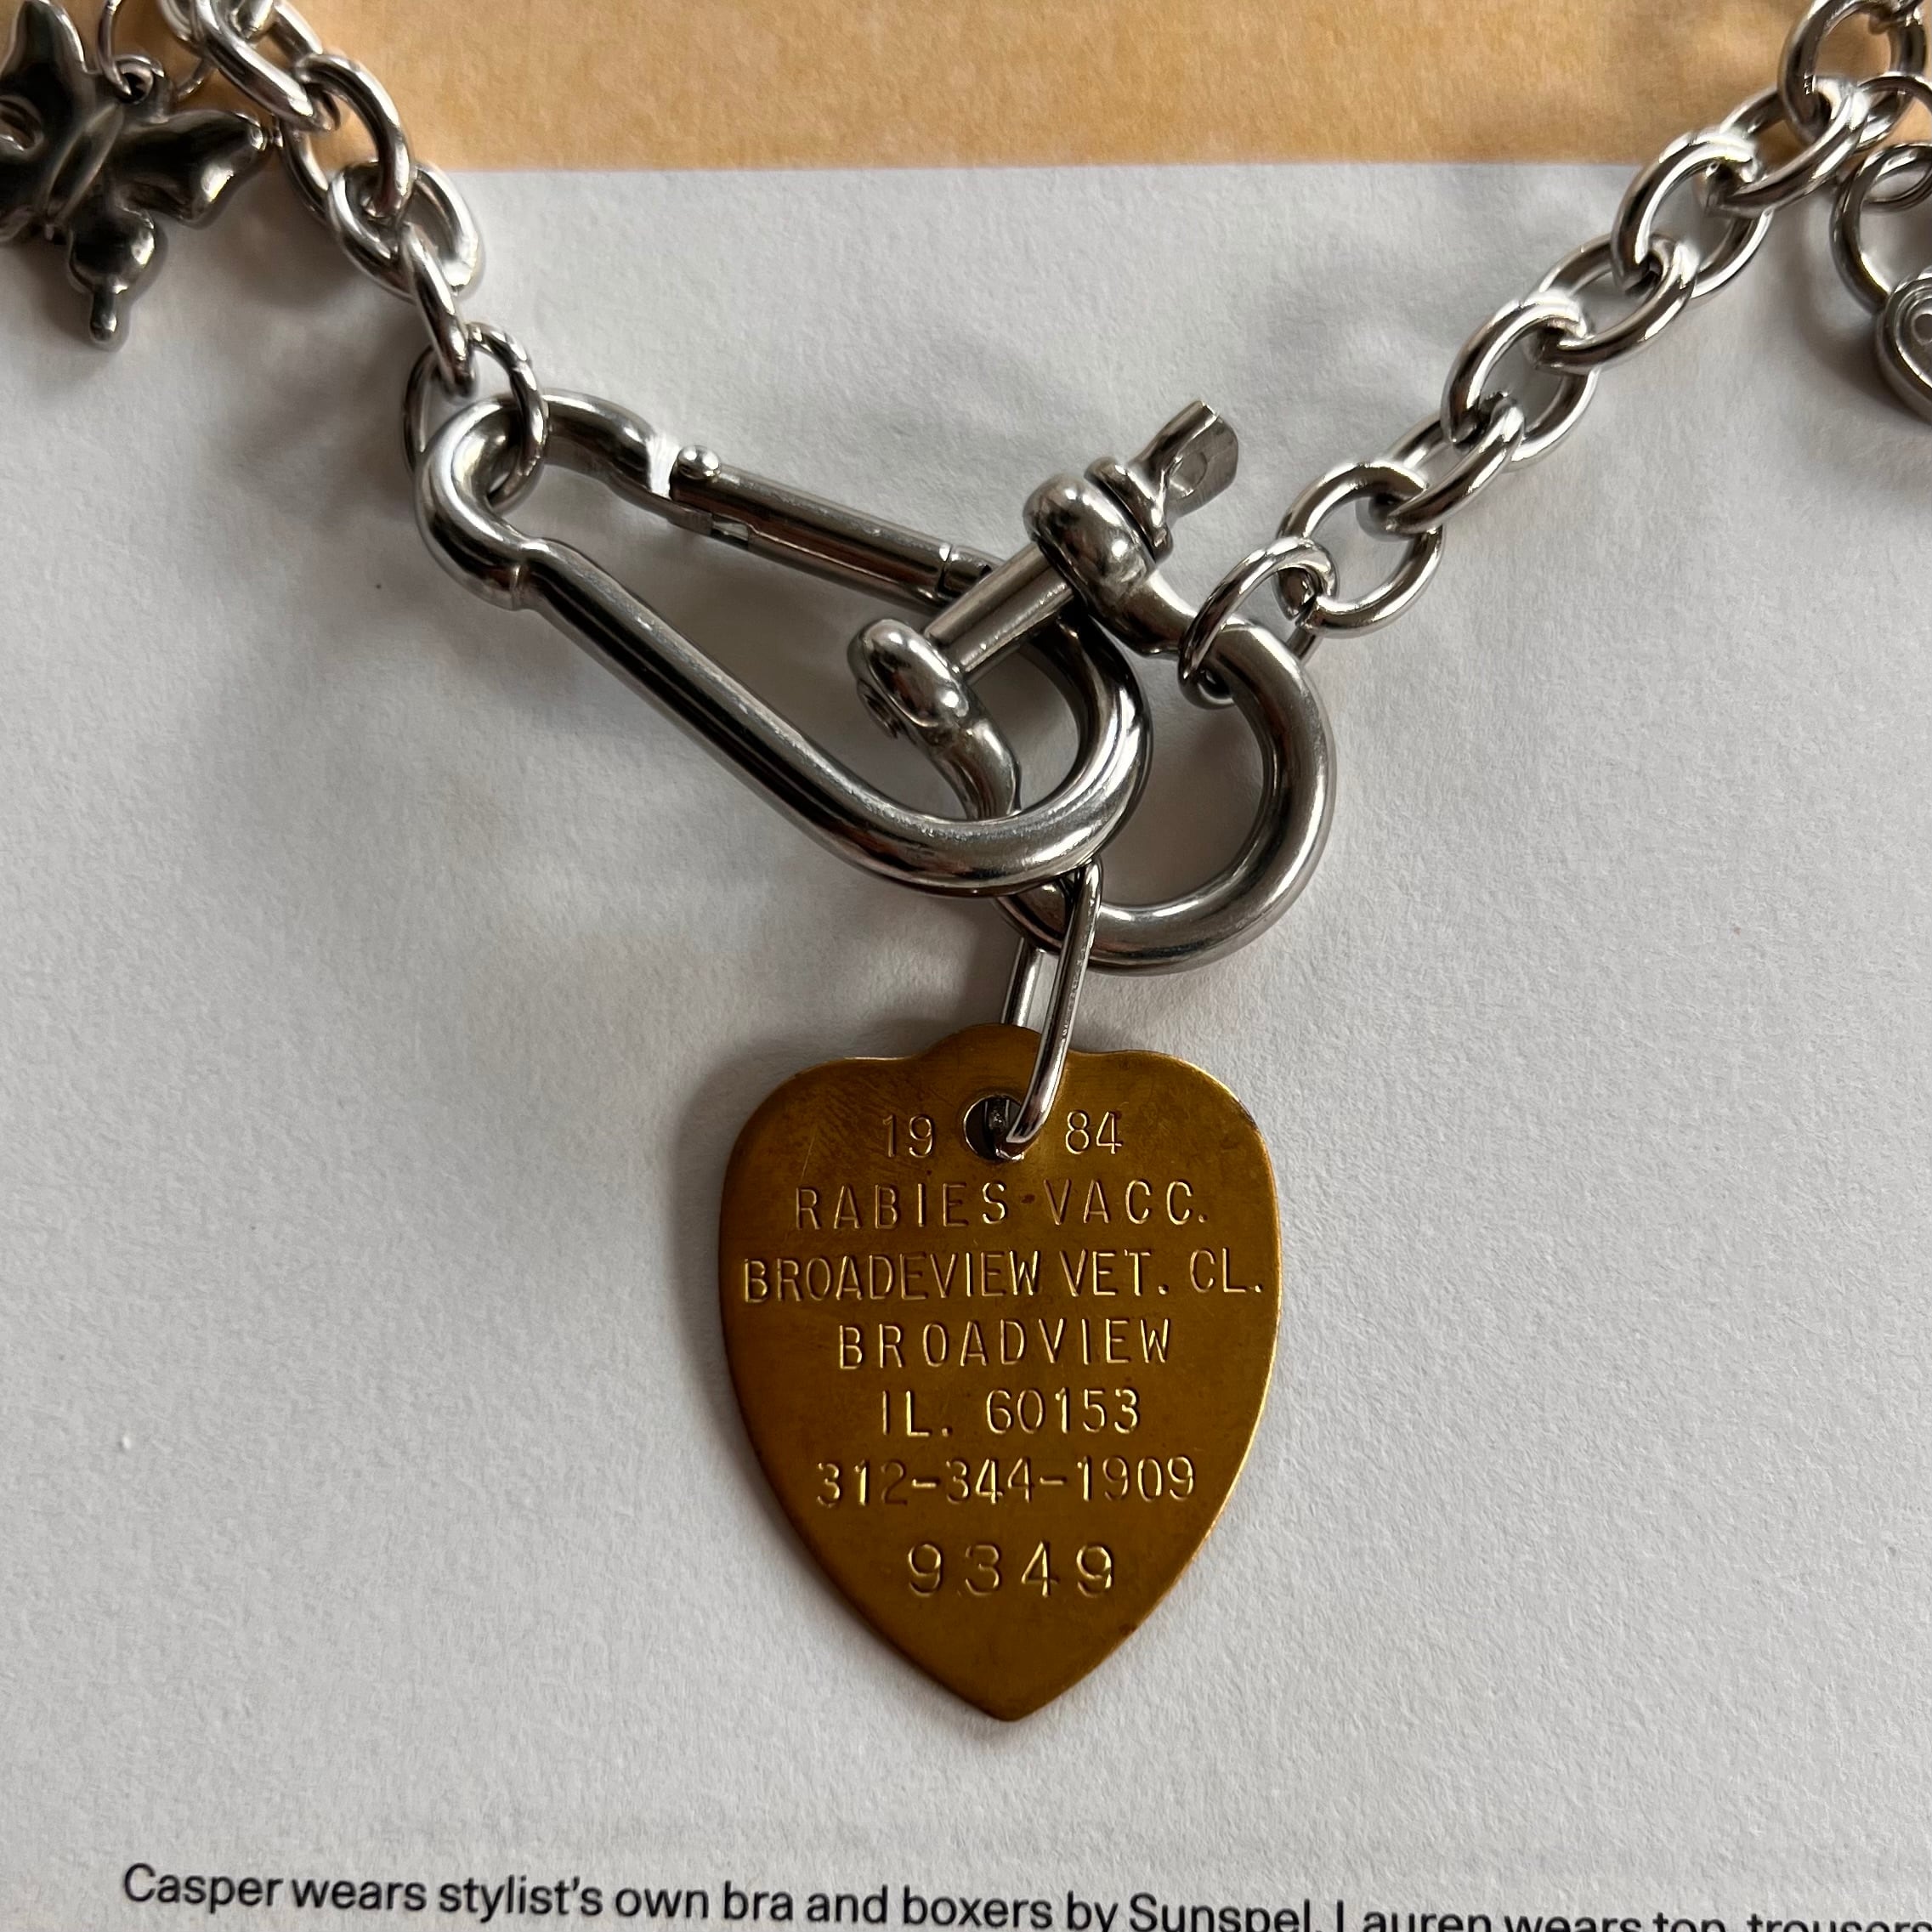 19 84
RABIES VACC.
BROADEVIEW VET. CL.
BROADVIEW
IL. 60153
312-344-1909
9349
Casper wears stylist's own bra and boxers by Sunspel. Lauren wears top, trousers